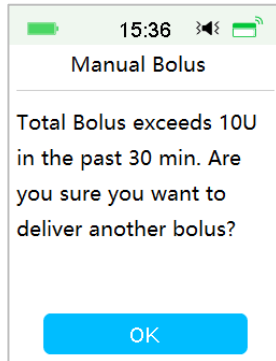 15:36
Manual Bolus
Total Bolus exceeds 10U
in the past 30 min. Are
you sure you want to
deliver another bolus?
OK